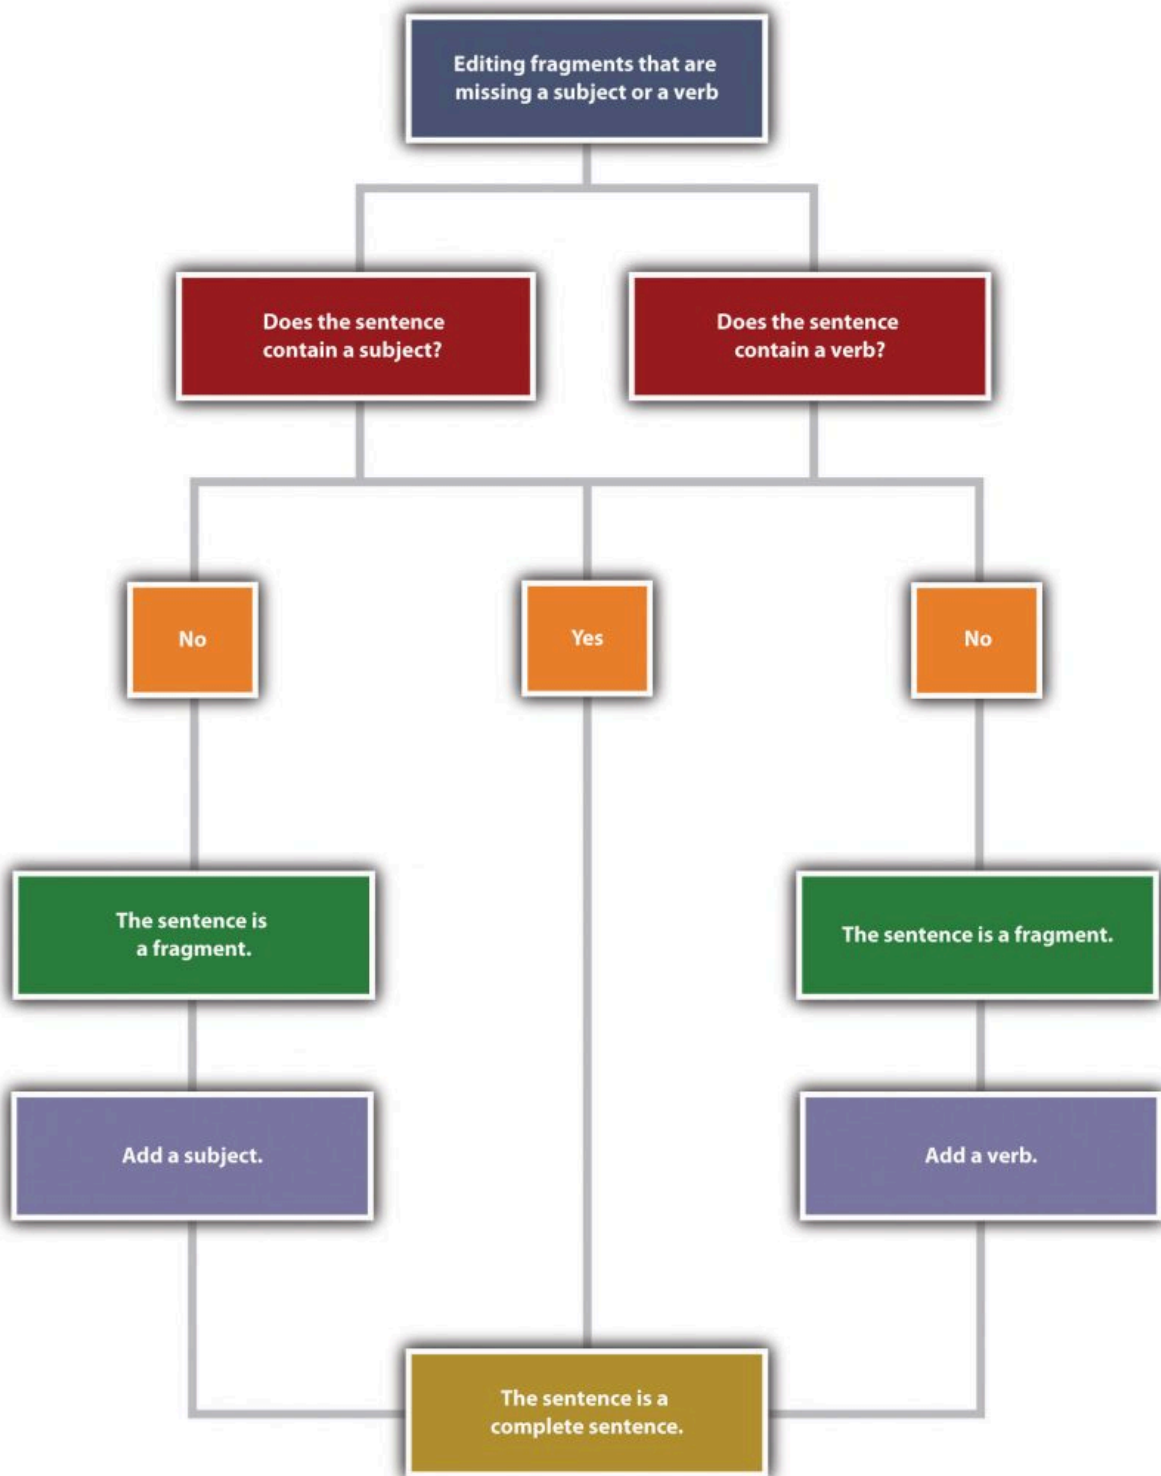 Editing fragments that are
missing a subject or a verb
Does the sentence
contain a subject?
Does the sentence
contain a verb?
No
Yes
No
The sentence is
a fragment.
The sentence is a fragment.
Add a subject.
Add a verb.
The sentence is a
complete sentence.